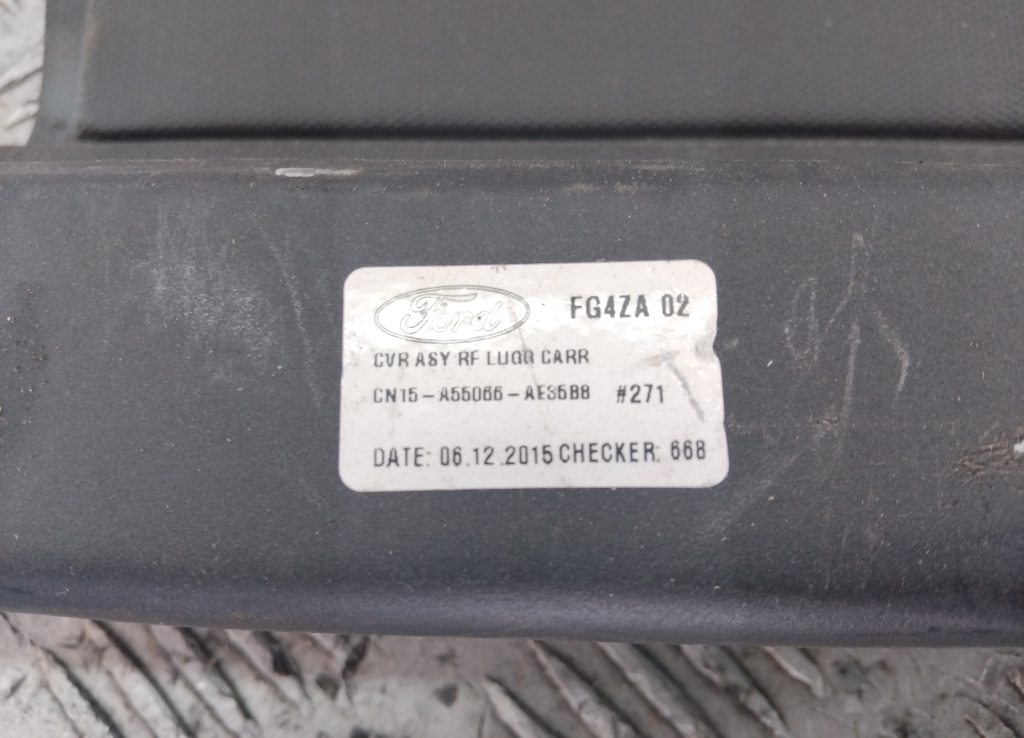 Ford FG4ZA 02
CVR ASY RF LUGG CARR
CN15-A55066-AE35B8 #271
DATE: 06.12.2015 CHECKER: 668